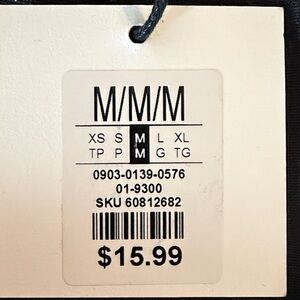 M/M/M
XS S M L XL
TP P M G TG
0903-0139-0576
01-9300
SKU 60812682
$15.99